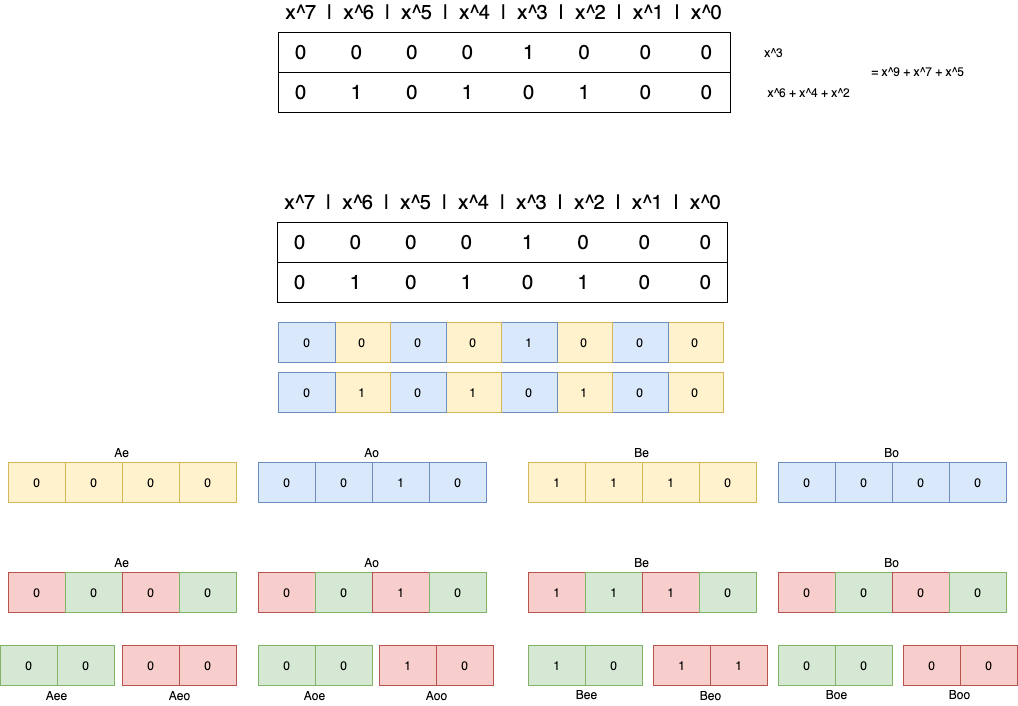 x^7 | x^6 | x^5 | x^4 | x^3 | x^2 | x^1 | x^0
0 0 0 0 1 0 0 0 x^3
= x^9 + x^7 + x^5
0 1 0 1 0 1 0 0 x^6 + x^4 + x^2
x^7 | x^6 | x^5 | x^4 | x^3 | x^2 | x^1 | x^0
0 0 0 0 1 0 0 0
0 1 0 1 0 1 0 0
0 0 0 0 1 0 0 0
0 1 0 1 0 1 0 0
Ae Ao Be Bo
0 0 0 0 0 0 1 0 1 1 1 0 0 0 0 0
Ae Ao Be Bo
0 0 0 0 0 0 1 0 1 1 1 0 0 0 0 0
0 0 0 0 0 0 1 0 1 0 1 1 0 0 0 0
Aee Aeo Aoe Aoo Bee Beo Boe Boo